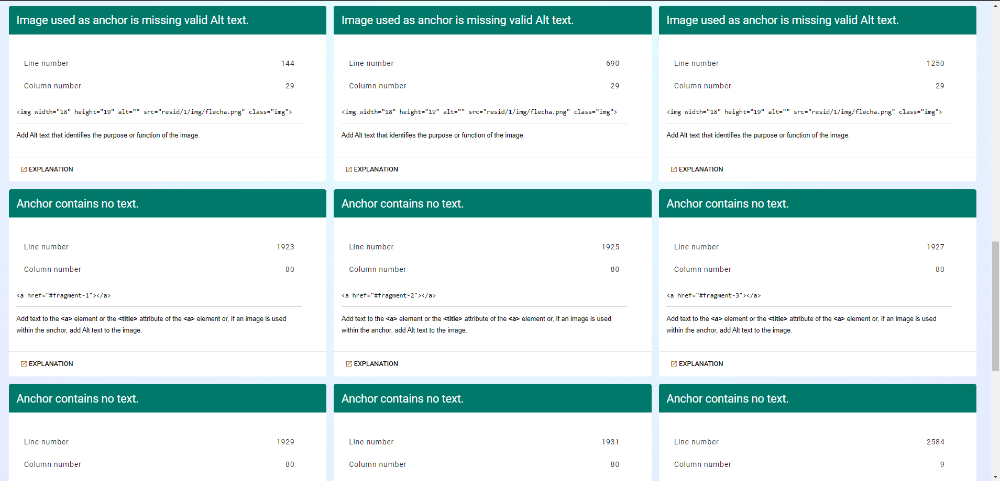 Image used as anchor is missing valid Alt text.
Line number 144
Column number 29
<img width="18" height="19" alt="" src="resid/1/img/flecha.png" class="img">
Add Alt text that identifies the purpose or function of the image.
EXPLANATION
Image used as anchor is missing valid Alt text.
Line number 690
Column number 29
<img width="18" height="19" alt="" src="resid/1/img/flecha.png" class="img">
Add Alt text that identifies the purpose or function of the image.
EXPLANATION
Image used as anchor is missing valid Alt text.
Line number 1250
Column number 29
<img width="18" height="19" alt="" src="resid/1/img/flecha.png" class="img">
Add Alt text that identifies the purpose or function of the image.
EXPLANATION
Anchor contains no text.
Line number 1923
Column number 80
<a href="#fragment-1"></a>
Add text to the <a> element or the <title> attribute of the <a> element or, if an image is used
within the anchor, add Alt text to the image.
EXPLANATION
Anchor contains no text.
Line number 1925
Column number 80
<a href="#fragment-2"></a>
Add text to the <a> element or the <title> attribute of the <a> element or, if an image is used
within the anchor, add Alt text to the image.
EXPLANATION
Anchor contains no text.
Line number 1927
Column number 80
<a href="#fragment-3"></a>
Add text to the <a> element or the <title> attribute of the <a> element or, if an image is used
within the anchor, add Alt text to the image.
EXPLANATION
Anchor contains no text.
Line number 1929
Column number 80
Anchor contains no text.
Line number 1931
Column number 80
Anchor contains no text.
Line number 2584
Column number 9